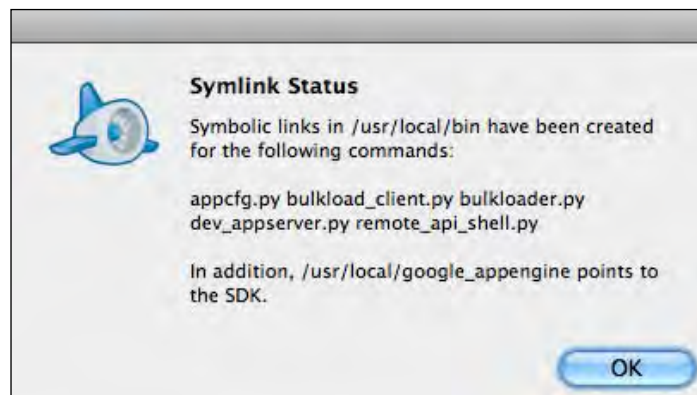 Symlink Status
Symbolic links in /usr/local/bin have been created
for the following commands:
appcfg.py bulkload_client.py bulkloader.py
dev_appserver.py remote_api_shell.py
In addition, /usr/local/google_appengine points to
the SDK.
OK